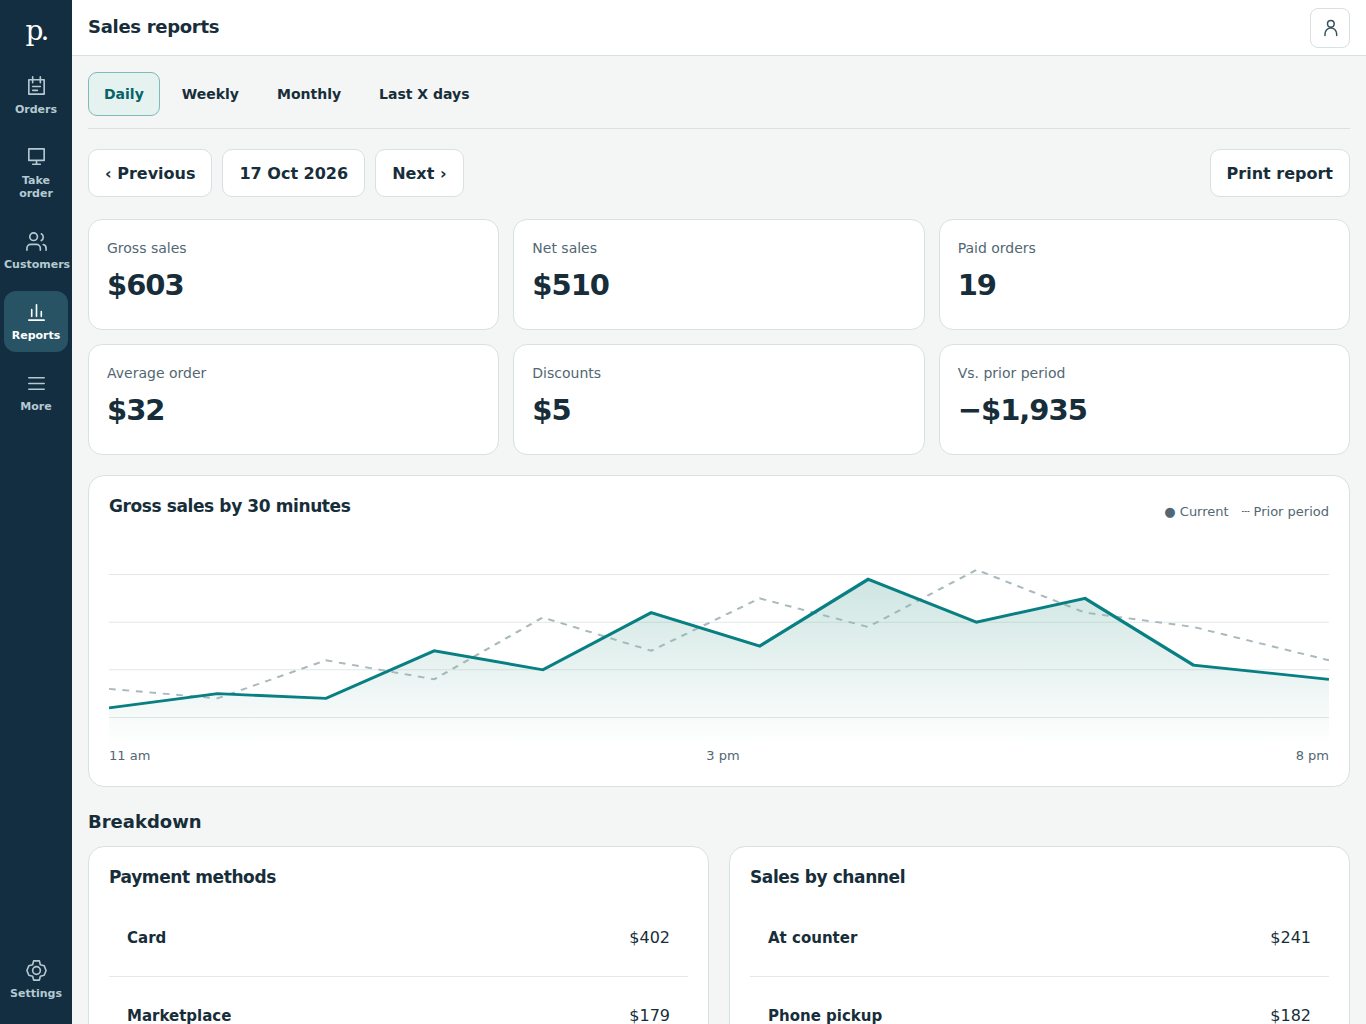 p.
Orders
Take
order
Customers
Reports
More
Settings
Sales reports
Daily
Weekly
Monthly
Last X days
‹ Previous
17 Oct 2026
Next ›
Print report
Gross sales
$603
Net sales
$510
Paid orders
19
Average order
$32
Discounts
$5
Vs. prior period
−$1,935
Gross sales by 30 minutes
● Current
┄ Prior period
11 am
3 pm
8 pm
Breakdown
Payment methods
Card $402
Marketplace $179
Sales by channel
At counter $241
Phone pickup $182